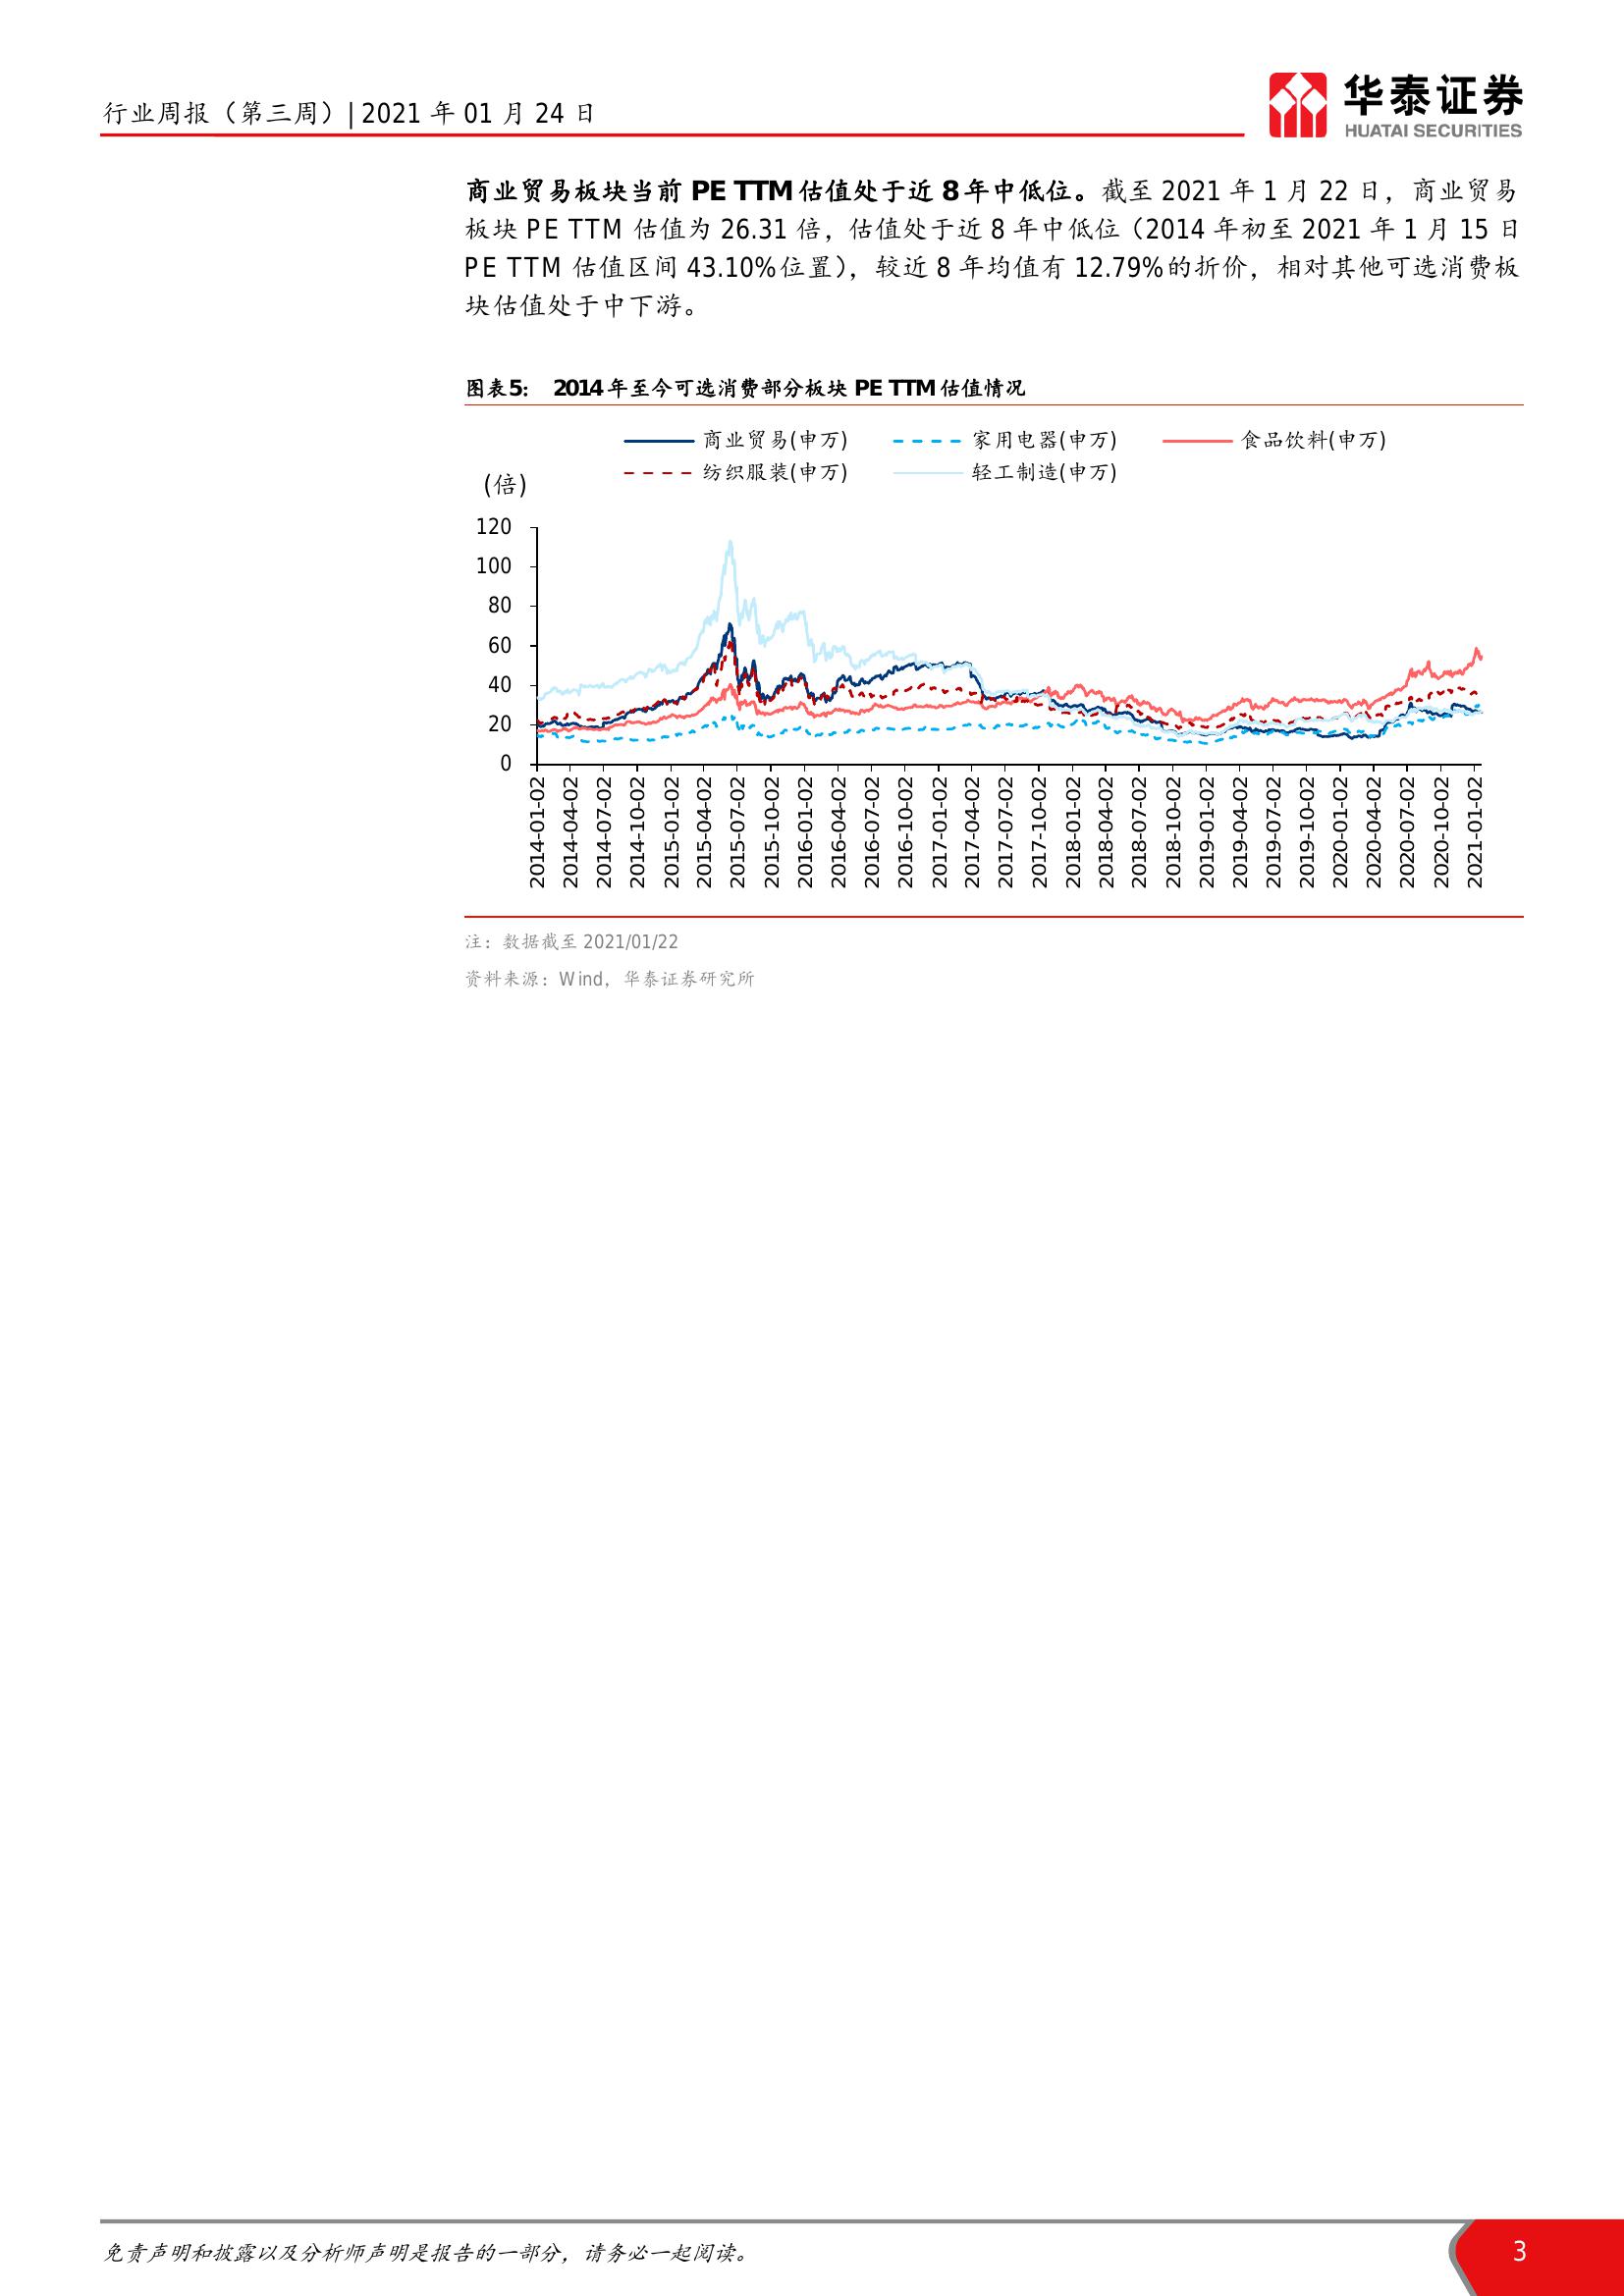 行业周报（第三周）| 2021 年 01 月 24 日
华泰证券
HUATAI SECURITIES
商业贸易板块当前 PE TTM 估值处于近 8 年中低位。截至 2021 年 1 月 22 日，商业贸易
板块 PE TTM 估值为 26.31 倍，估值处于近 8 年中低位（2014 年初至 2021 年 1 月 15 日
PE TTM 估值区间 43.10%位置），较近 8 年均值有 12.79%的折价，相对其他可选消费板
块估值处于中下游。
图表5： 2014 年至今可选消费部分板块 PE TTM 估值情况
商业贸易(申万) 家用电器(申万) 食品饮料(申万)
纺织服装(申万) 轻工制造(申万)
(倍)
120
100
80
60
40
20
0
2014-01-02
2014-04-02
2014-07-02
2014-10-02
2015-01-02
2015-04-02
2015-07-02
2015-10-02
2016-01-02
2016-04-02
2016-07-02
2016-10-02
2017-01-02
2017-04-02
2017-07-02
2017-10-02
2018-01-02
2018-04-02
2018-07-02
2018-10-02
2019-01-02
2019-04-02
2019-07-02
2019-10-02
2020-01-02
2020-04-02
2020-07-02
2020-10-02
2021-01-02
注：数据截至 2021/01/22
资料来源：Wind，华泰证券研究所
免责声明和披露以及分析师声明是报告的一部分，请务必一起阅读。
3